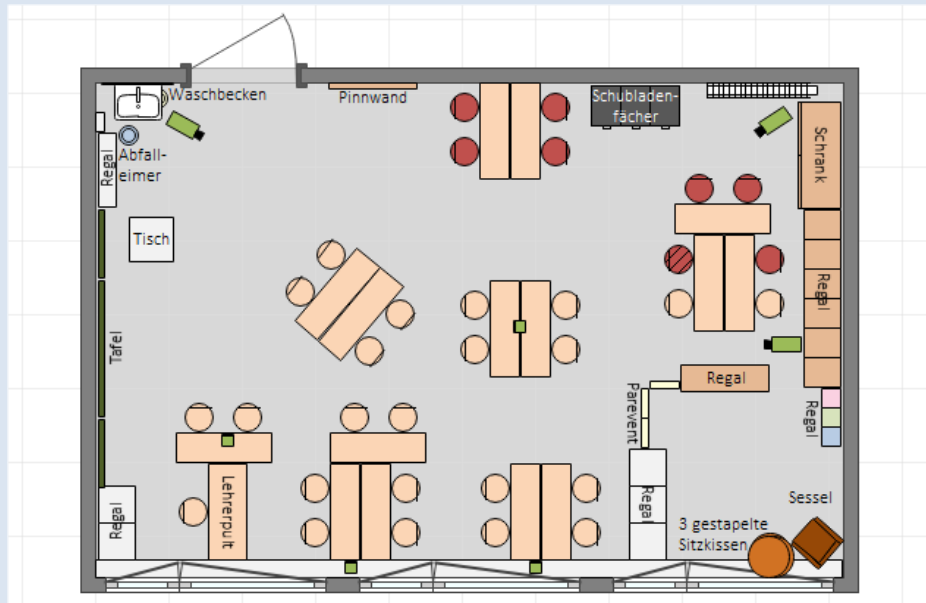 Waschbecken
Pinnwand
Schubladen-
fächer
Schrank
Abfall-
eimer
Regal
Tisch
Regal
Tafel
Regal
Parevent
Regal
Lehrerpult
Regal
Regal
Sessel
3 gestapelte
Sitzkissen